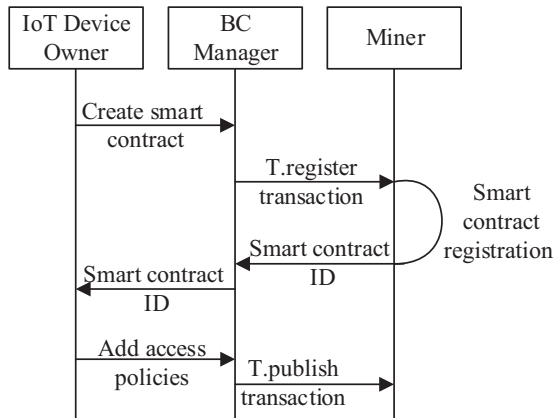 IoT Device
Owner
BC
Manager
Miner
Create smart
contract
T.register
transaction
Smart
contract
registration
Smart contract
ID
Smart contract
ID
Add access
policies
T.publish
transaction